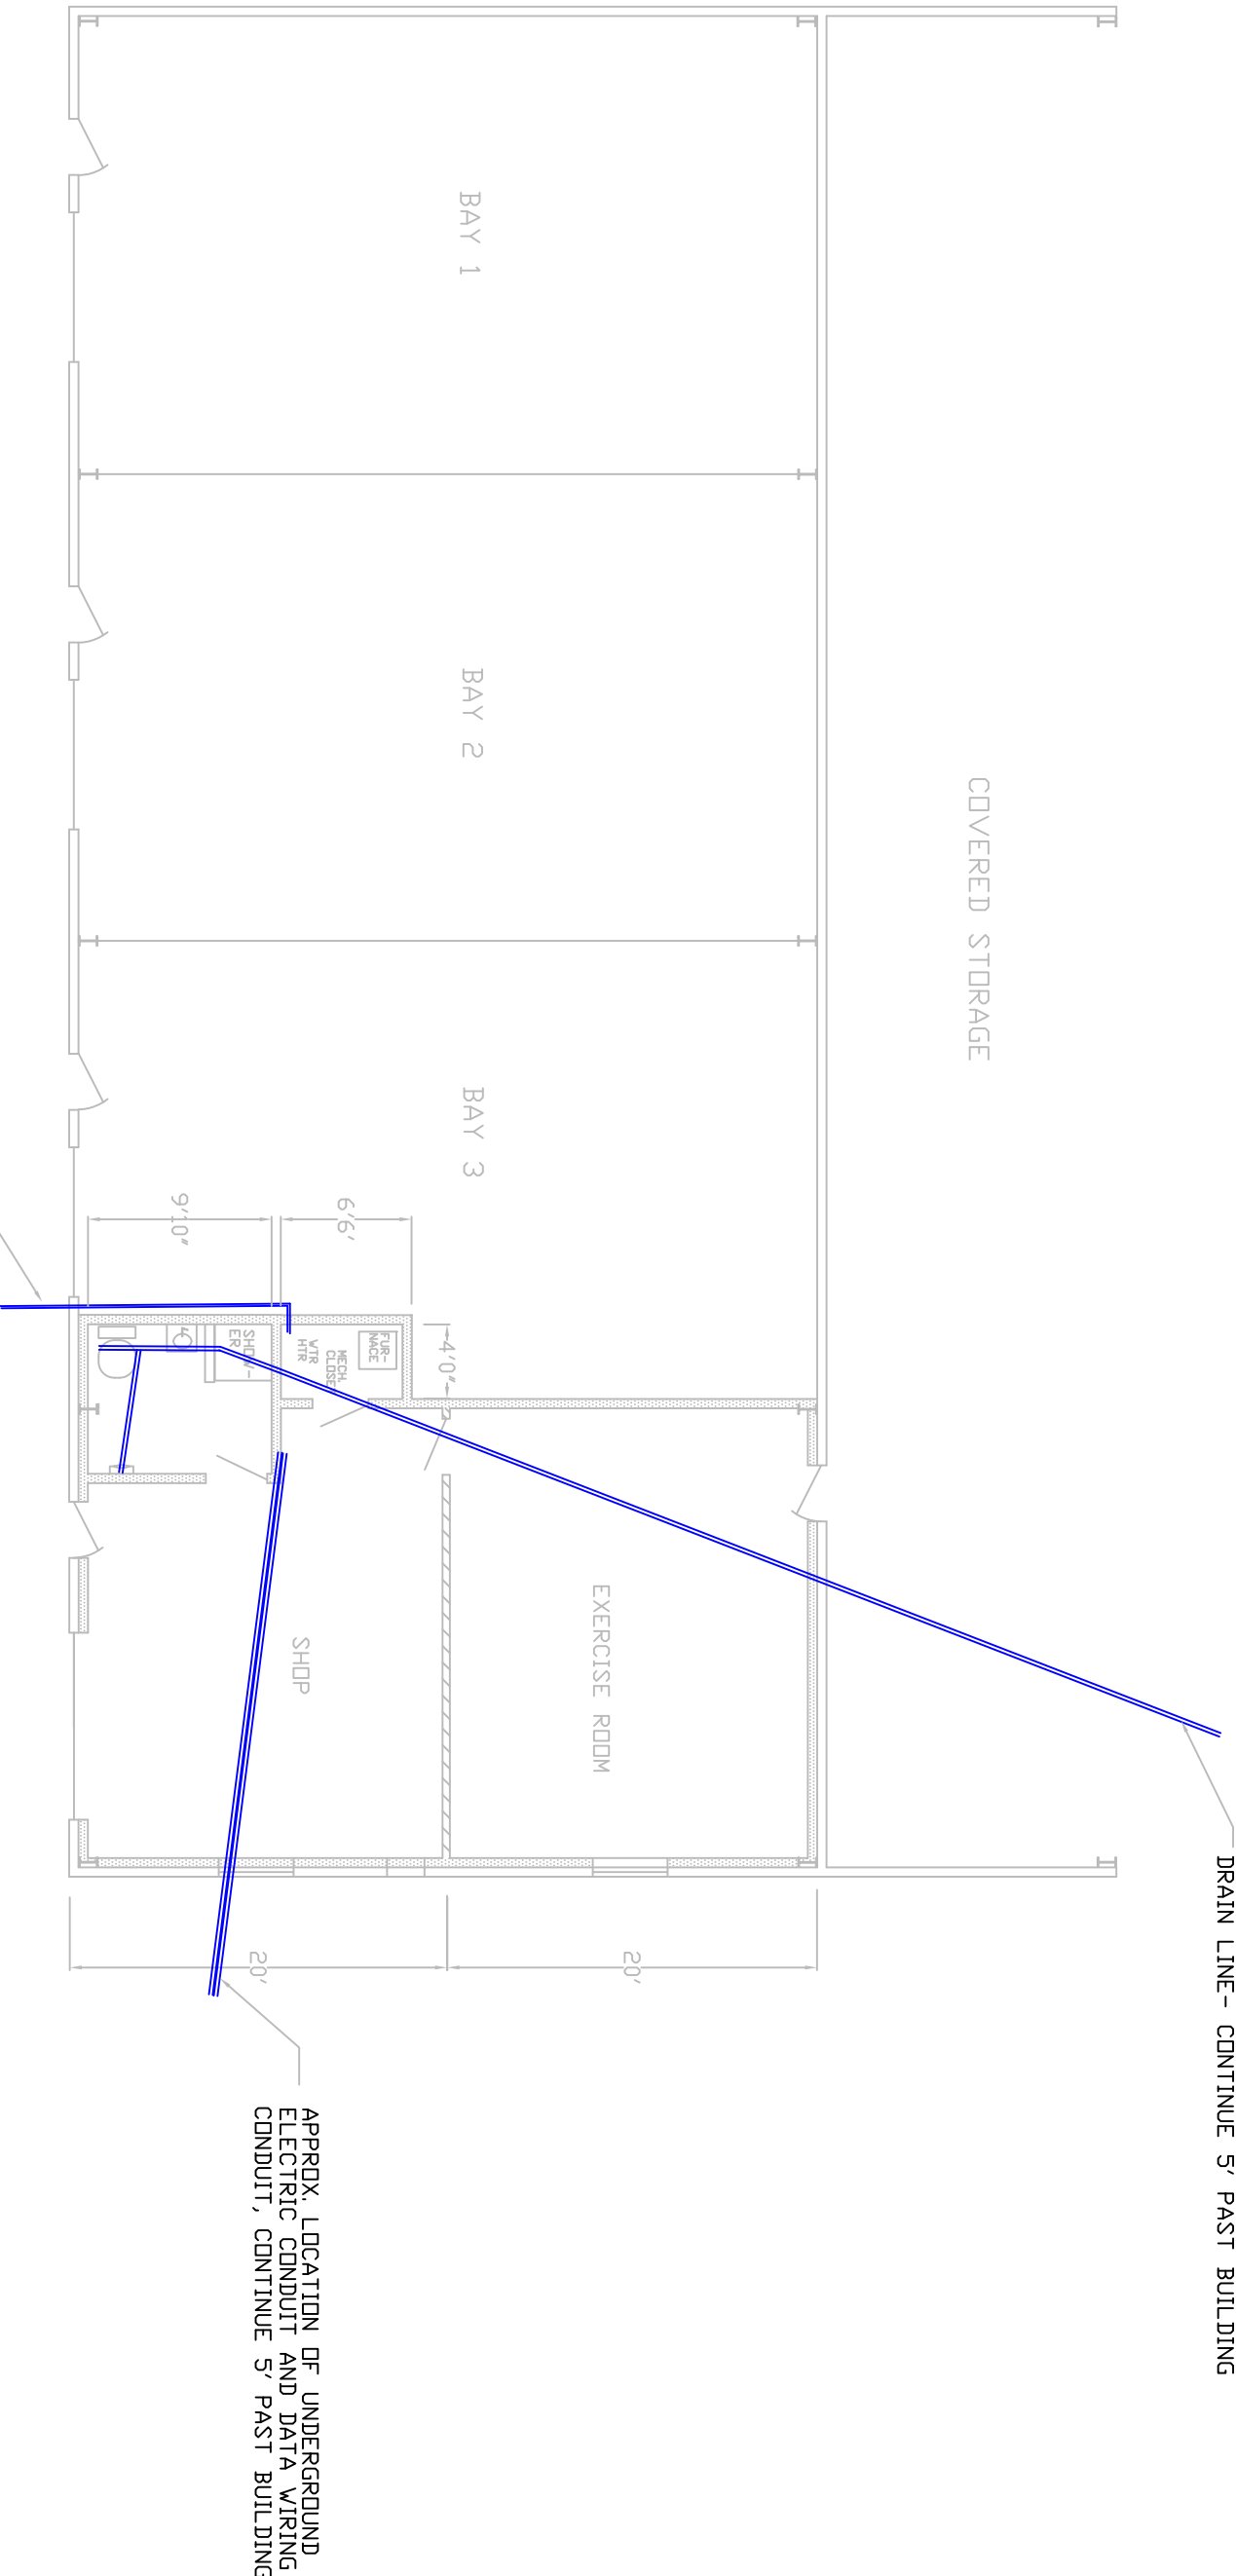 COVERED STORAGE
BAY 1
BAY 2
BAY 3
6'6'
9'10"
4'0"
FUR-
NACE
MECH.
CLOSE
WTR
HTR
SHOW-
ER
EXERCISE ROOM
SHOP
20'
20'
DRAIN LINE- CONTINUE 5' PAST BUILDING
APPROX. LOCATION OF UNDERGROUND
ELECTRIC CONDUIT AND DATA WIRING
CONDUIT, CONTINUE 5' PAST BUILDING